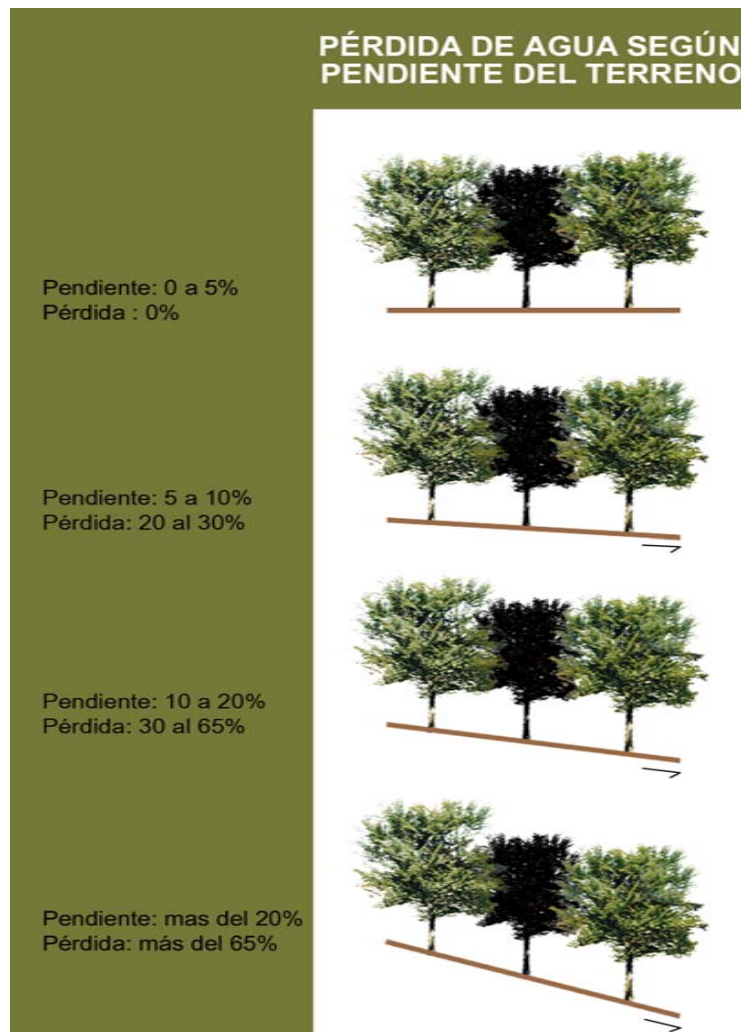 PÉRDIDA DE AGUA SEGÚN
PENDIENTE DEL TERRENO
Pendiente: 0 a 5%
Pérdida : 0%
Pendiente: 5 a 10%
Pérdida: 20 al 30%
Pendiente: 10 a 20%
Pérdida: 30 al 65%
Pendiente: mas del 20%
Pérdida: más del 65%